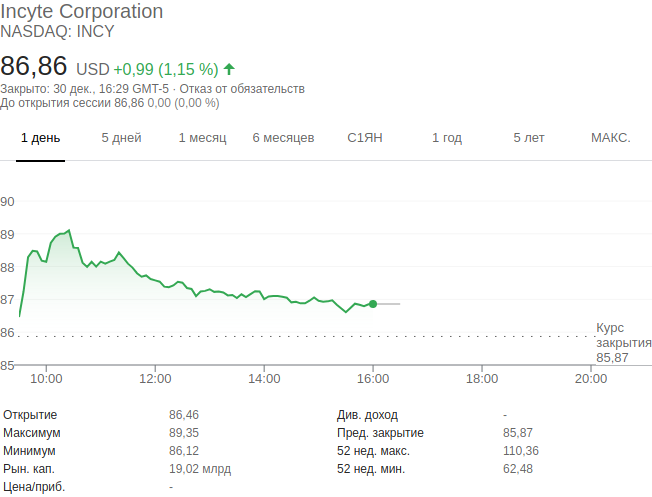 Incyte Corporation
NASDAQ: INCY
86,86 USD +0,99 (1,15 %)
Закрыто: 30 дек., 16:29 GMT-5 · Отказ от обязательств
До открытия сессии 86,86 0,00 (0,00 %)
1 день 5 дней 1 месяц 6 месяцев С1ЯН 1 год 5 лет МАКС.
90
89
88
87
86
Курс
закрытия
85,87
85
10:00 12:00 14:00 16:00 18:00 20:00
Открытие 86,46 Див. доход -
Максимум 89,35 Пред. закрытие 85,87
Минимум 86,12 52 нед. макс. 110,36
Рын. кап. 19,02 млрд 52 нед. мин. 62,48
Цена/приб. -